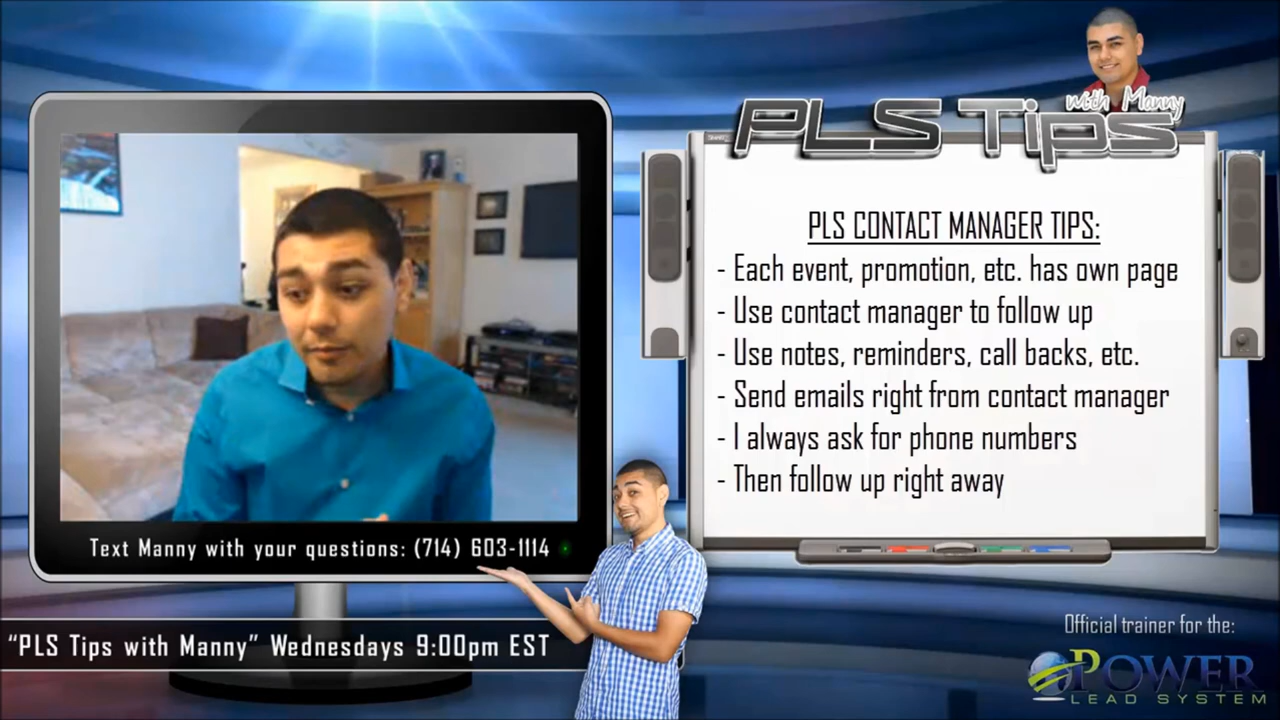 PLS Tips
with Manny
PLS CONTACT MANAGER TIPS:
- Each event, promotion, etc. has own page
- Use contact manager to follow up
- Use notes, reminders, call backs, etc.
- Send emails right from contact manager
- I always ask for phone numbers
- Then follow up right away
Text Manny with your questions: (714) 603-1114
"PLS Tips with Manny" Wednesdays 9:00pm EST
Official trainer for the:
POWER
LEAD SYSTEM